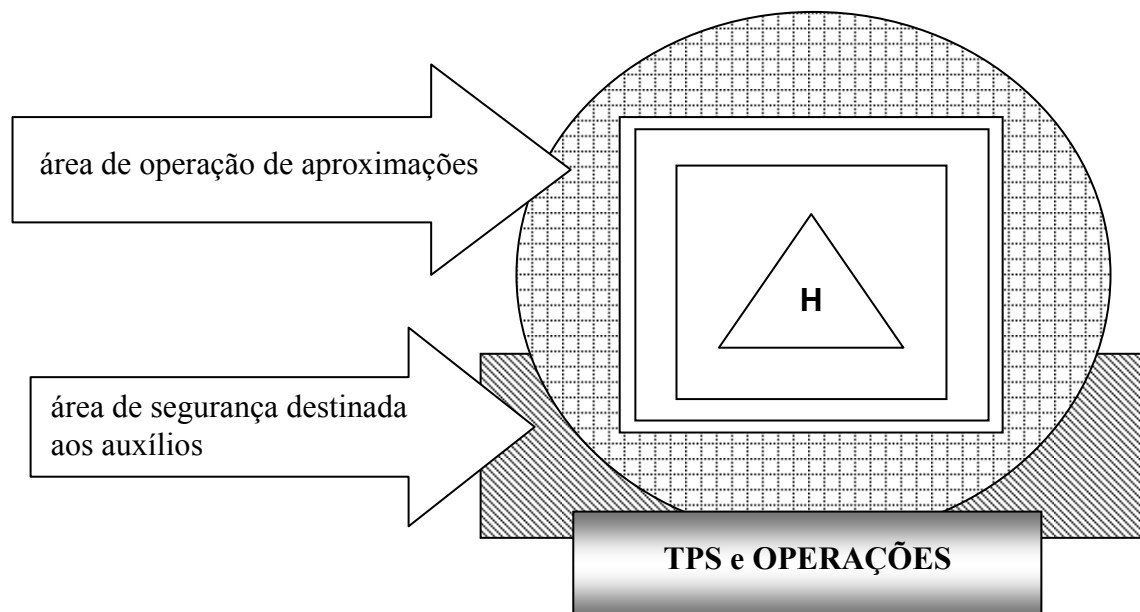 área de operação de aproximações
H
área de segurança destinada
aos auxílios
TPS e OPERAÇÕES